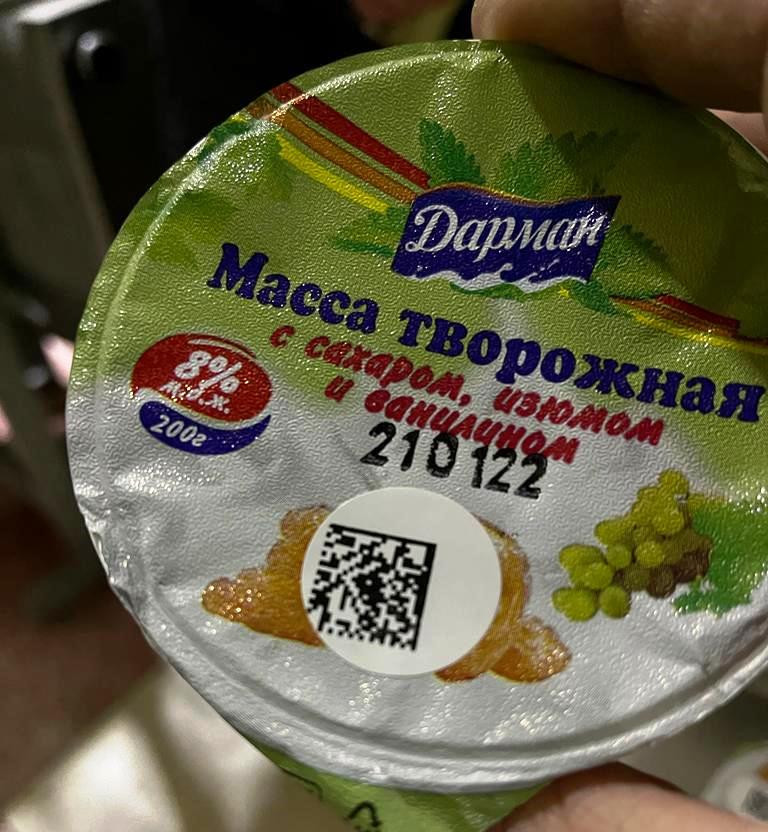 Дарман
Масса творожная
с сахаром, изюмом
и ванилином
8%
м.д.ж.
200г
210122